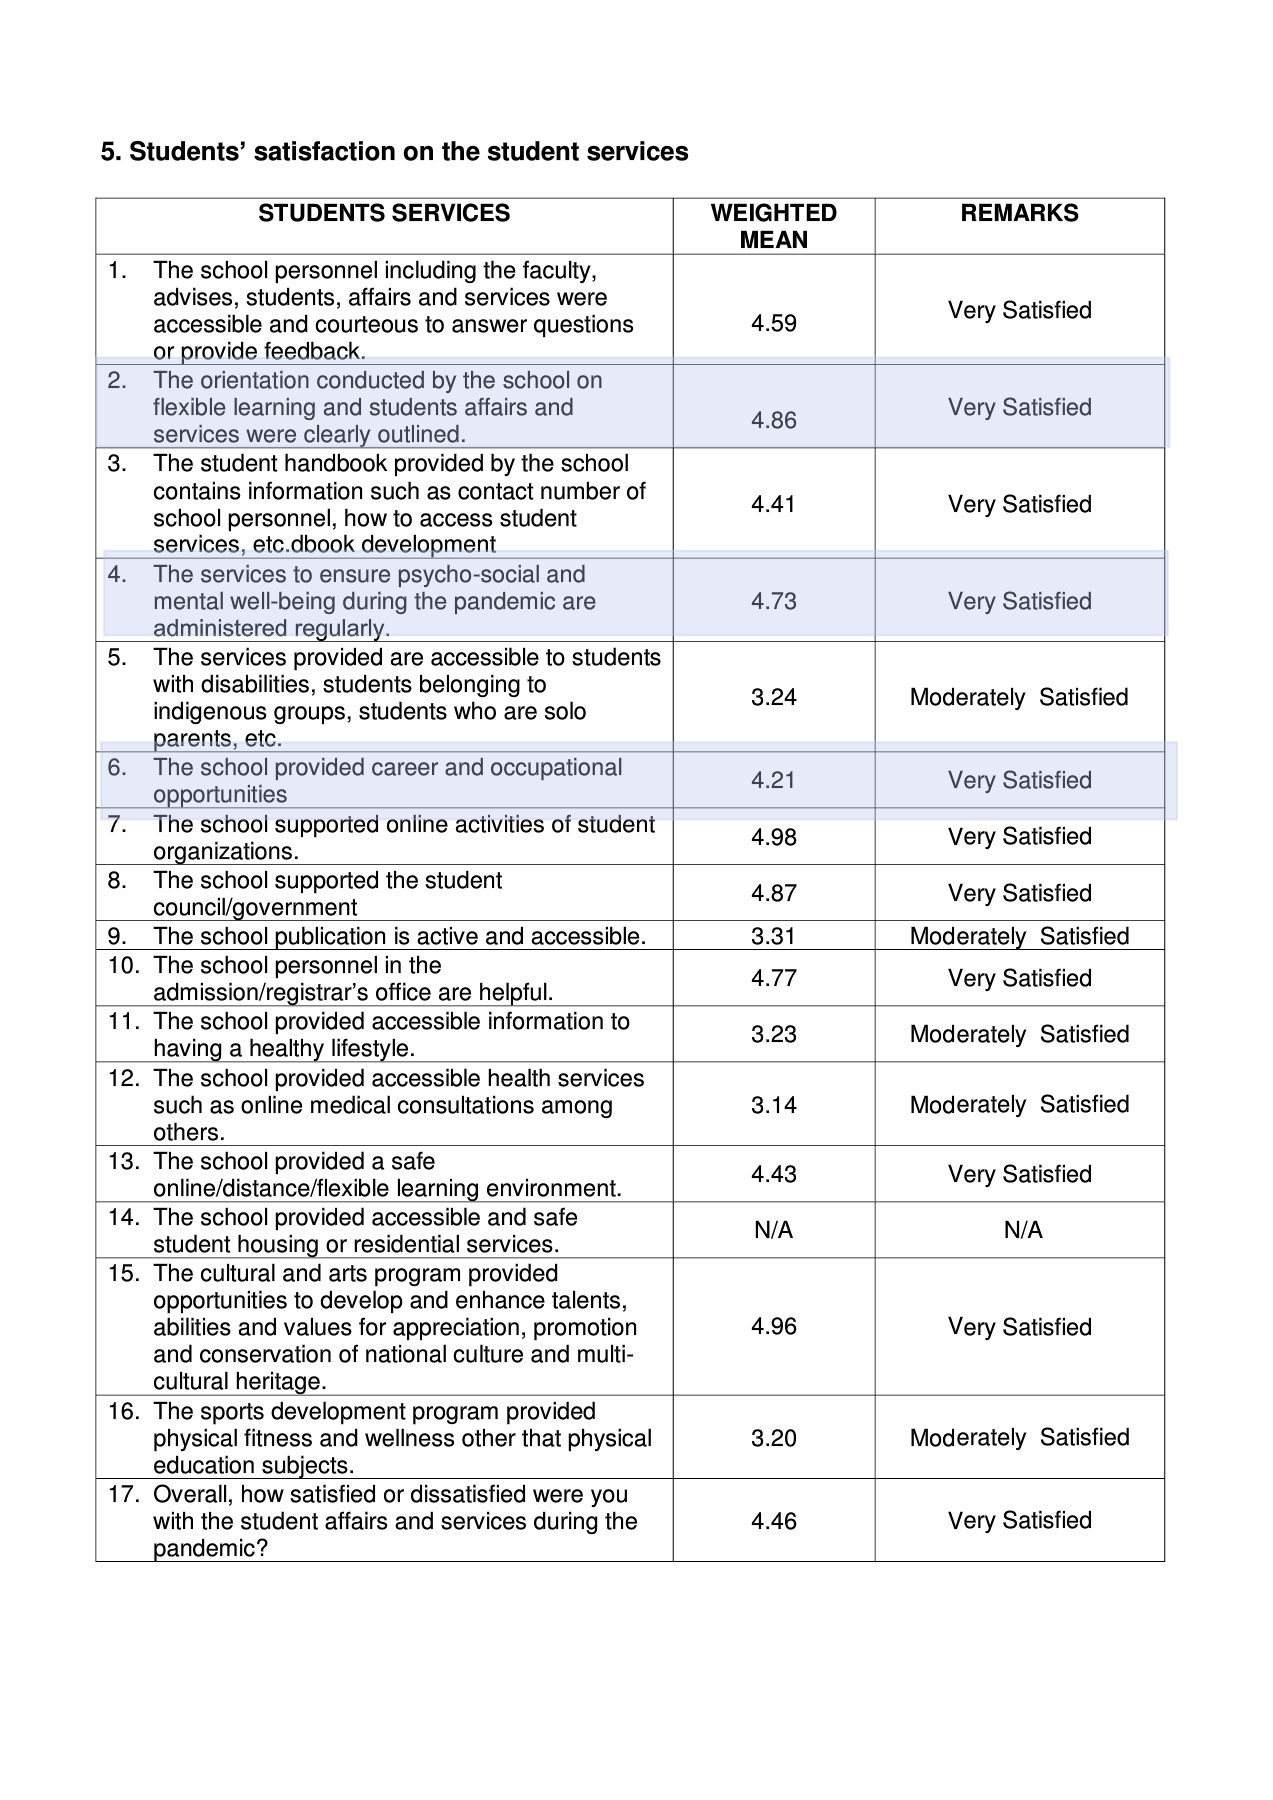 5. Students’ satisfaction on the student services
STUDENTS SERVICES WEIGHTED MEAN REMARKS
1. The school personnel including the faculty,
advises, students, affairs and services were
accessible and courteous to answer questions
or provide feedback.
4.59 Very Satisfied
2. The orientation conducted by the school on
flexible learning and students affairs and
services were clearly outlined.
4.86 Very Satisfied
3. The student handbook provided by the school
contains information such as contact number of
school personnel, how to access student
services, etc.dbook development
4.41 Very Satisfied
4. The services to ensure psycho-social and
mental well-being during the pandemic are
administered regularly.
4.73 Very Satisfied
5. The services provided are accessible to students
with disabilities, students belonging to
indigenous groups, students who are solo
parents, etc.
3.24 Moderately Satisfied
6. The school provided career and occupational
opportunities
4.21 Very Satisfied
7. The school supported online activities of student
organizations.
4.98 Very Satisfied
8. The school supported the student
council/government
4.87 Very Satisfied
9. The school publication is active and accessible. 3.31 Moderately Satisfied
10. The school personnel in the
admission/registrar’s office are helpful.
4.77 Very Satisfied
11. The school provided accessible information to
having a healthy lifestyle.
3.23 Moderately Satisfied
12. The school provided accessible health services
such as online medical consultations among
others.
3.14 Moderately Satisfied
13. The school provided a safe
online/distance/flexible learning environment.
4.43 Very Satisfied
14. The school provided accessible and safe
student housing or residential services.
N/A N/A
15. The cultural and arts program provided
opportunities to develop and enhance talents,
abilities and values for appreciation, promotion
and conservation of national culture and multi-
cultural heritage.
4.96 Very Satisfied
16. The sports development program provided
physical fitness and wellness other that physical
education subjects.
3.20 Moderately Satisfied
17. Overall, how satisfied or dissatisfied were you
with the student affairs and services during the
pandemic?
4.46 Very Satisfied